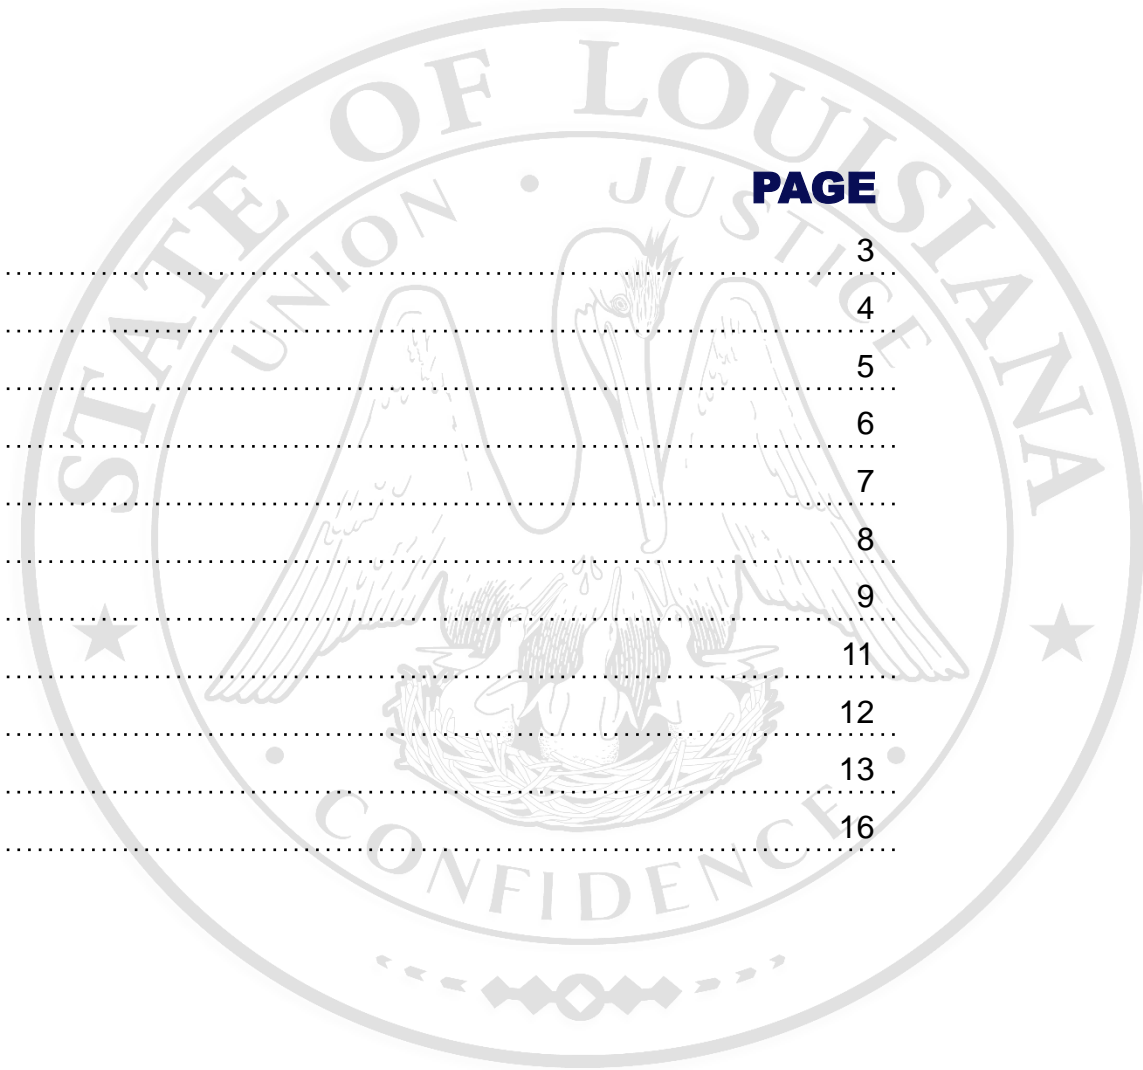 STATE OF LOUISIANA
UNION • JUSTICE
PAGE
3
4
5
6
7
8
9
11
12
13
16
• CONFIDENCE •